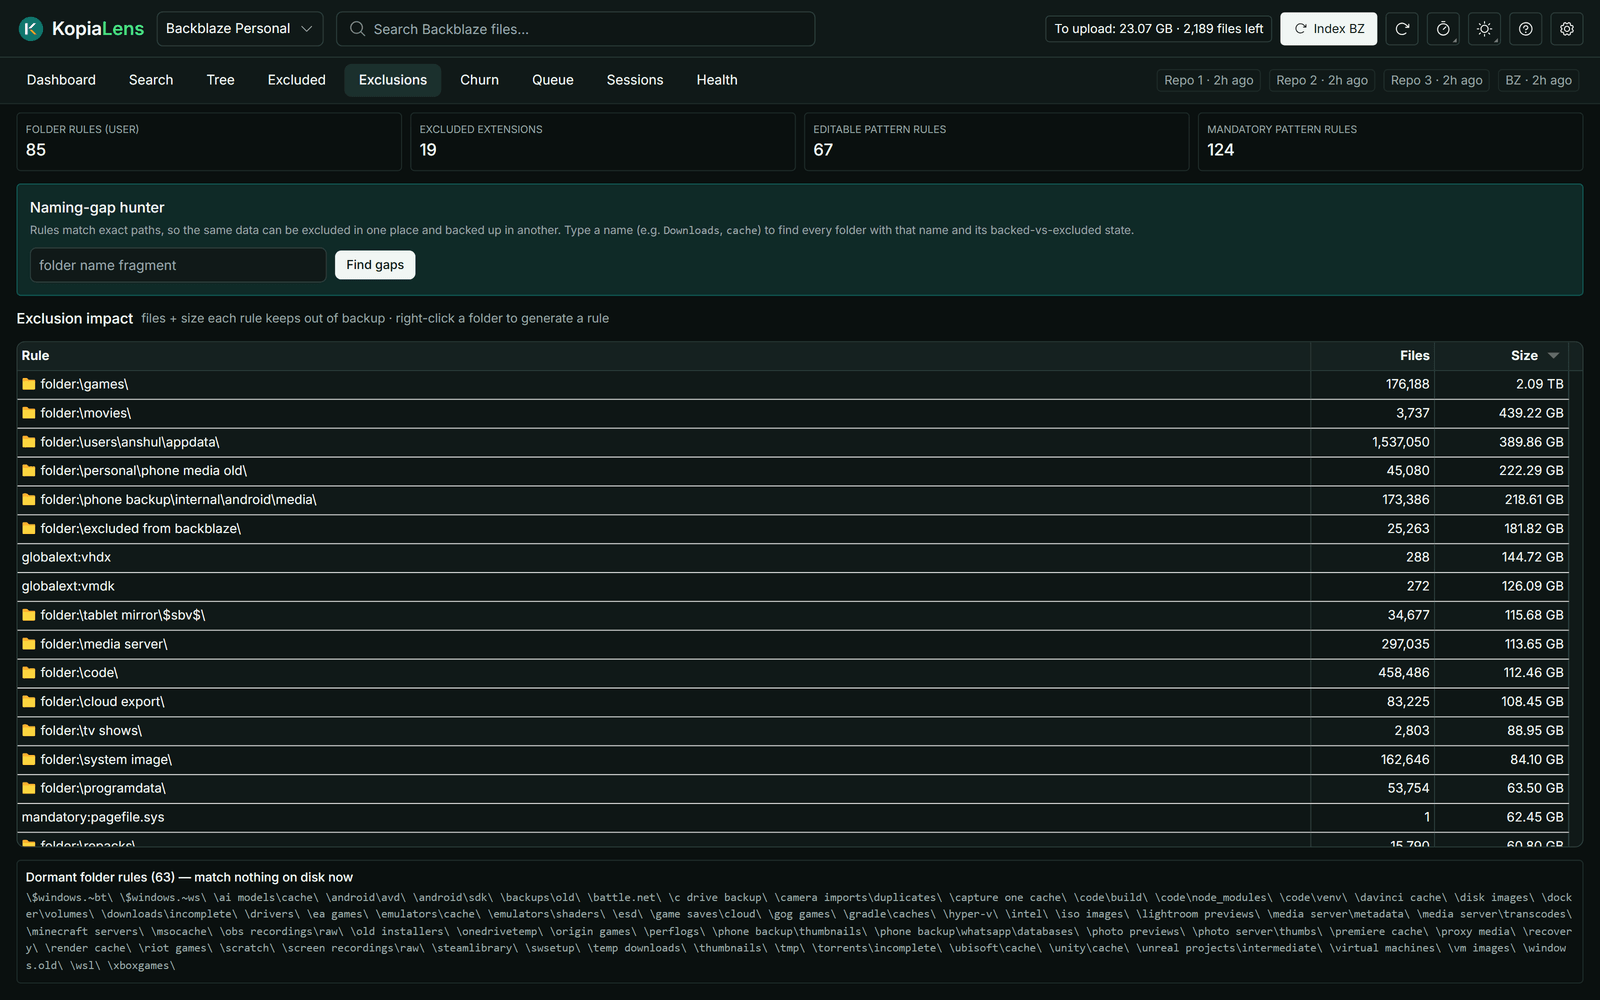 KopiaLens
Backblaze Personal
Search Backblaze files...
To upload: 23.07 GB · 2,189 files left
Index BZ
Dashboard Search Tree Excluded Exclusions Churn Queue Sessions Health
Repo 1 · 2h ago Repo 2 · 2h ago Repo 3 · 2h ago BZ · 2h ago
FOLDER RULES (USER)
85
EXCLUDED EXTENSIONS
19
EDITABLE PATTERN RULES
67
MANDATORY PATTERN RULES
124
Naming-gap hunter
Rules match exact paths, so the same data can be excluded in one place and backed up in another. Type a name (e.g. Downloads, cache) to find every folder with that name and its backed-vs-excluded state.
folder name fragment
Find gaps
Exclusion impact files + size each rule keeps out of backup · right-click a folder to generate a rule
Rule Files Size
folder:\games\ 176,188 2.09 TB
folder:\movies\ 3,737 439.22 GB
folder:\users\anshul\appdata\ 1,537,050 389.86 GB
folder:\personal\phone media old\ 45,080 222.29 GB
folder:\phone backup\internal\android\media\ 173,386 218.61 GB
folder:\excluded from backblaze\ 25,263 181.82 GB
globalext:vhdx 288 144.72 GB
globalext:vmdk 272 126.09 GB
folder:\tablet mirror\$sbv$\ 34,677 115.68 GB
folder:\media server\ 297,035 113.65 GB
folder:\code\ 458,486 112.46 GB
folder:\cloud export\ 83,225 108.45 GB
folder:\tv shows\ 2,803 88.95 GB
folder:\system image\ 162,646 84.10 GB
folder:\programdata\ 53,754 63.50 GB
mandatory:pagefile.sys 1 62.45 GB
folder:\repacks\ 15,790 60.80 GB
Dormant folder rules (63) — match nothing on disk now
\$windows.~bt\ \$windows.~ws\ \ai models\cache\ \android\avd\ \android\sdk\ \backups\old\ \battle.net\ \c drive backup\ \camera imports\duplicates\ \capture one cache\ \code\build\ \code\node_modules\ \code\venv\ \davinci cache\ \disk images\ \dock
er\volumes\ \downloads\incomplete\ \drivers\ \ea games\ \emulators\cache\ \emulators\shaders\ \esd\ \game saves\cloud\ \gog games\ \gradle\caches\ \hyper-v\ \intel\ \iso images\ \lightroom previews\ \media server\metadata\ \media server\transcodes\
\minecraft servers\ \msocache\ \obs recordings\raw\ \old installers\ \onedrivetemp\ \origin games\ \perflogs\ \phone backup\thumbnails\ \phone backup\whatsapp\databases\ \photo previews\ \photo server\thumbs\ \premiere cache\ \proxy media\ \recover
y\ \render cache\ \riot games\ \scratch\ \screen recordings\raw\ \steamlibrary\ \swsetup\ \temp downloads\ \thumbnails\ \tmp\ \torrents\incomplete\ \ubisoft\cache\ \unity\cache\ \unreal projects\intermediate\ \virtual machines\ \vm images\ \window
s.old\ \wsl\ \xboxgames\